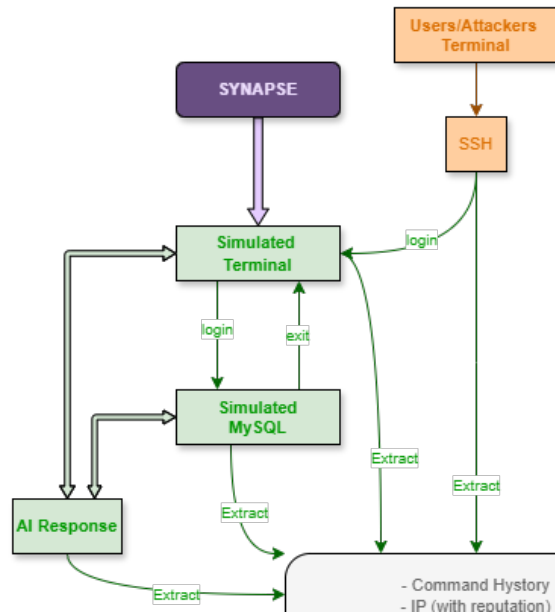 Users/Attackers
Terminal
SYNAPSE
SSH
login
Simulated
Terminal
login
exit
Simulated
MySQL
Extract
Extract
Extract
AI Response
Extract
- Command Hystory
- IP (with reputation)